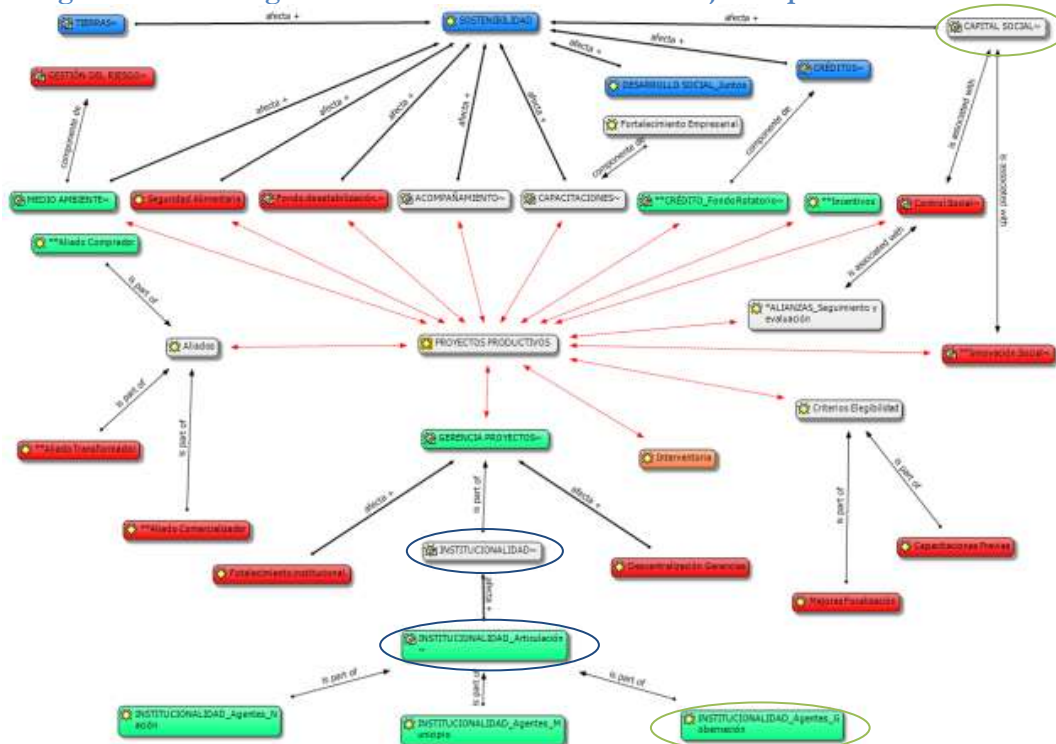 TIERRAS~
afecta +
SOSTENIBILIDAD
afecta +
CAPITAL SOCIAL~
GESTIÓN DEL RIESGO~
afecta +
afecta +
CRÉDITOS~
DESARROLLO SOCIAL_Juntos
Fortalecimiento Empresarial
afecta +
afecta +
afecta +
afecta +
afecta +
componente de
componente de
componente de
is associated with
is associated with
MEDIO AMBIENTE~
Seguridad Alimentaria
ACOMPAÑAMIENTO~
CAPACITACIONES~
**CRÉDITO_FondoRotatorio~
**Incentivos
Control Social~
**Aliado Comprador
is associated with
is part of
*ALIANZAS_Seguimiento y
evaluación
Aliados
PROYECTOS PRODUCTIVOS
**Innovación Social~
is part of
is part of
Criterios Elegibilidad
**Aliado Transformador
GERENCIA PROYECTOS~
Interventoria
afecta +
is part of
afecta +
is part of
is part of
**Aliado Comercializador
INSTITUCIONALIDAD~
Capacitaciones Previas
Descentralización Gerencias
afecta +
INSTITUCIONALIDAD_Articulación
~
is part of
is part of
is part of
INSTITUCIONALIDAD_Agentes_N
ación
INSTITUCIONALIDAD_Agentes_M
unicipio
INSTITUCIONALIDAD_Agentes_G
obernación